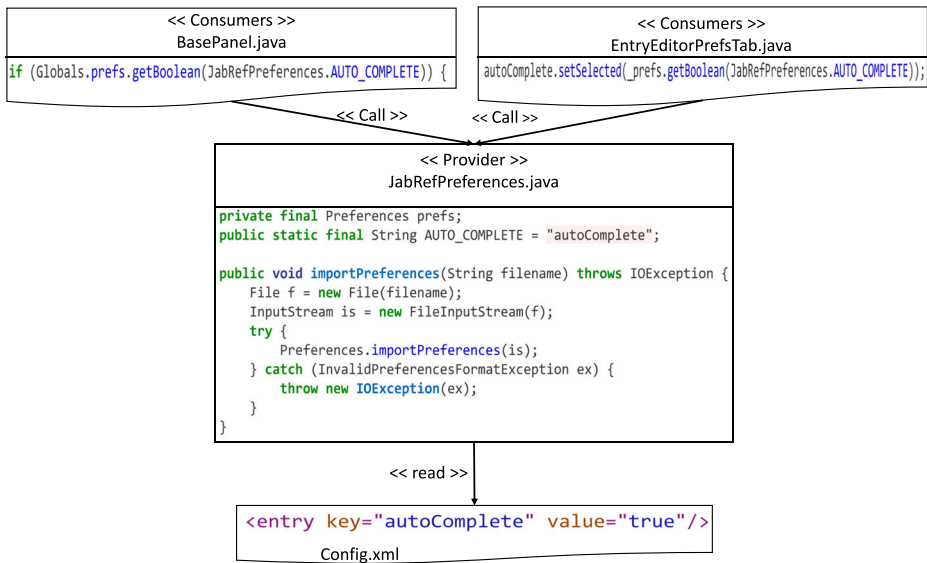 << Consumers >>
BasePanel.java
if (Globals.prefs.getBoolean(JabRefPreferences.AUTO_COMPLETE)) {
<< Consumers >>
EntryEditorPrefsTab.java
autoComplete.setSelected(_prefs.getBoolean(JabRefPreferences.AUTO_COMPLETE));
<< Call >>
<< Call >>
<< Provider >>
JabRefPreferences.java
private final Preferences prefs;
public static final String AUTO_COMPLETE = "autoComplete";
public void importPreferences(String filename) throws IOException {
File f = new File(filename);
InputStream is = new FileInputStream(f);
try {
Preferences.importPreferences(is);
} catch (InvalidPreferencesFormatException ex) {
throw new IOException(ex);
}
}
<< read >>
<entry key="autoComplete" value="true"/>
Config.xml